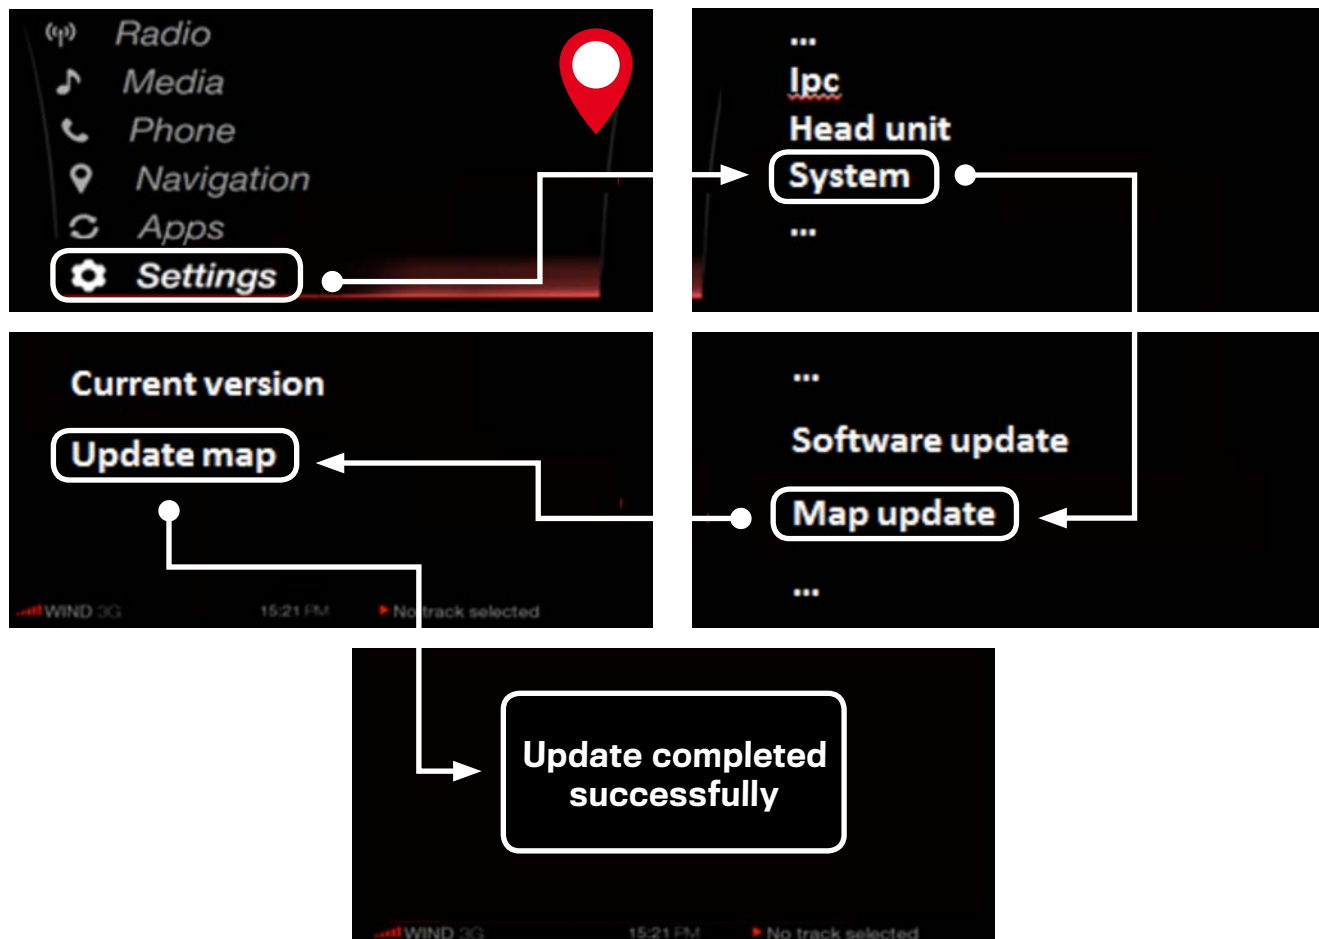 Radio
Media
Phone
Navigation
Apps
Settings
...
Ipc
Head unit
System
...
Current version
Update map
WIND 3G 15:21 PM No track selected
...
Software update
Map update
...
Update completed
successfully
WIND 3G 15:21 PM No track selected